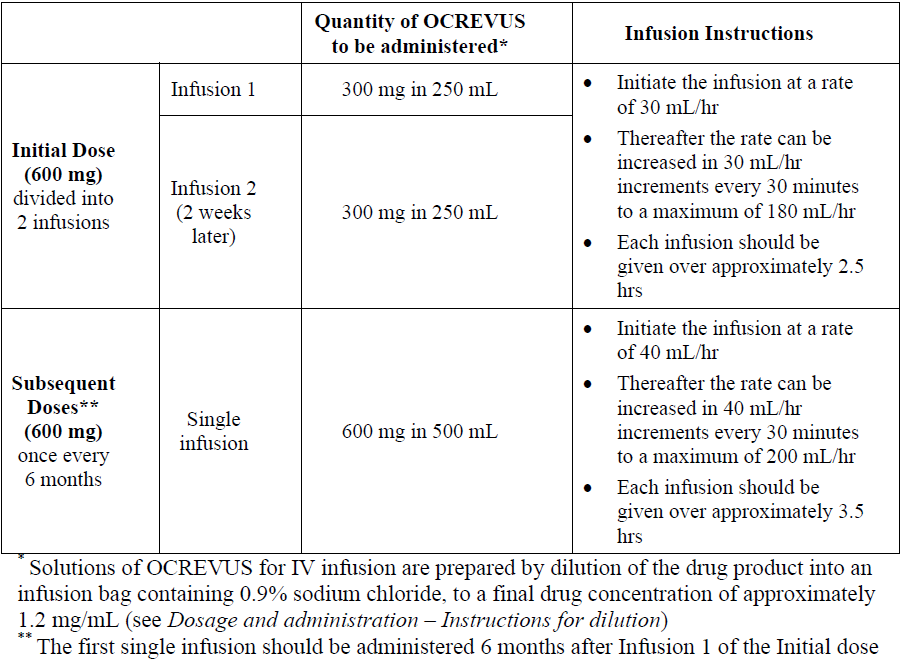 Quantity of OCREVUS
to be administered*
Infusion Instructions
Initial Dose
(600 mg)
divided into
2 infusions
Infusion 1
300 mg in 250 mL
Infusion 2
(2 weeks
later)
300 mg in 250 mL
• Initiate the infusion at a rate
of 30 mL/hr
• Thereafter the rate can be
increased in 30 mL/hr
increments every 30 minutes
to a maximum of 180 mL/hr
• Each infusion should be
given over approximately 2.5
hrs
Subsequent
Doses**
(600 mg)
once every
6 months
Single
infusion
600 mg in 500 mL
• Initiate the infusion at a rate
of 40 mL/hr
• Thereafter the rate can be
increased in 40 mL/hr
increments every 30 minutes
to a maximum of 200 mL/hr
• Each infusion should be
given over approximately 3.5
hrs
* Solutions of OCREVUS for IV infusion are prepared by dilution of the drug product into an
infusion bag containing 0.9% sodium chloride, to a final drug concentration of approximately
1.2 mg/mL (see Dosage and administration – Instructions for dilution)
** The first single infusion should be administered 6 months after Infusion 1 of the Initial dose